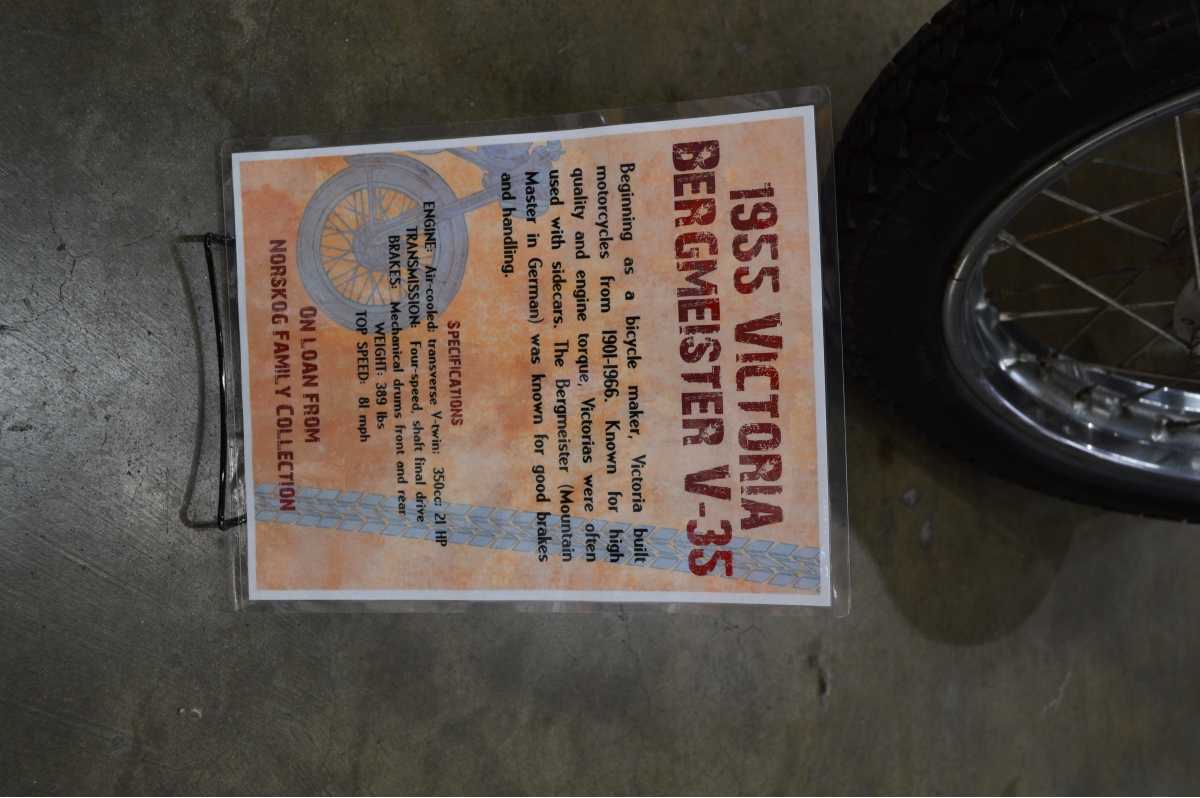 1955 VICTORIA
BERGMEISTER V-35
Beginning as a bicycle maker, Victoria built
motorcycles from 1901-1966. Known for high
quality and engine torque, Victorias were often
used with sidecars. The Bergmeister (Mountain
Master in German) was known for good brakes
and handling.
SPECIFICATIONS
ENGINE: Air-cooled; transverse V-twin; 350cc; 21 HP
TRANSMISSION: Four-speed, shaft final drive
BRAKES: Mechanical drums front and rear
WEIGHT: 389 lbs
TOP SPEED: 81 mph
ON LOAN FROM
NORSKOG FAMILY COLLECTION